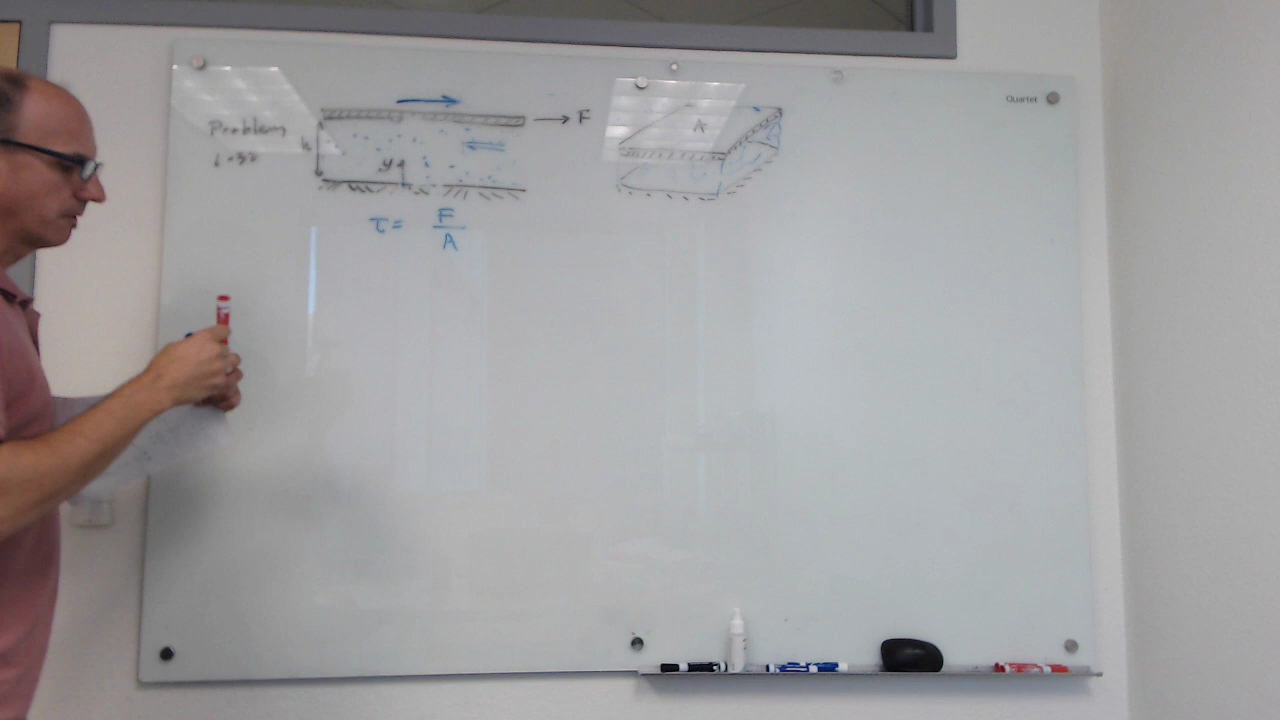 Problem
1.32
F
h
y
A
τ = F/A
Quartet